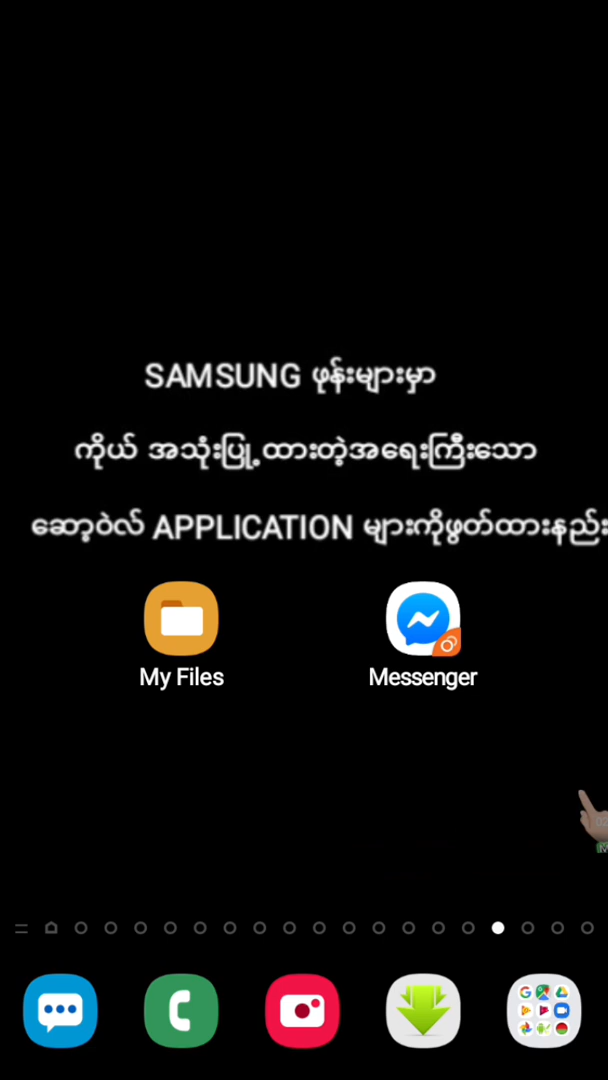 SAMSUNG ဖုန်းများမှာ
ကိုယ် အသုံးပြု့ထားတဲ့အရေးကြီးသော
ဆော့ဝဲလ် APPLICATION များကိုဖွတ်ထားနည်း
My Files
Messenger